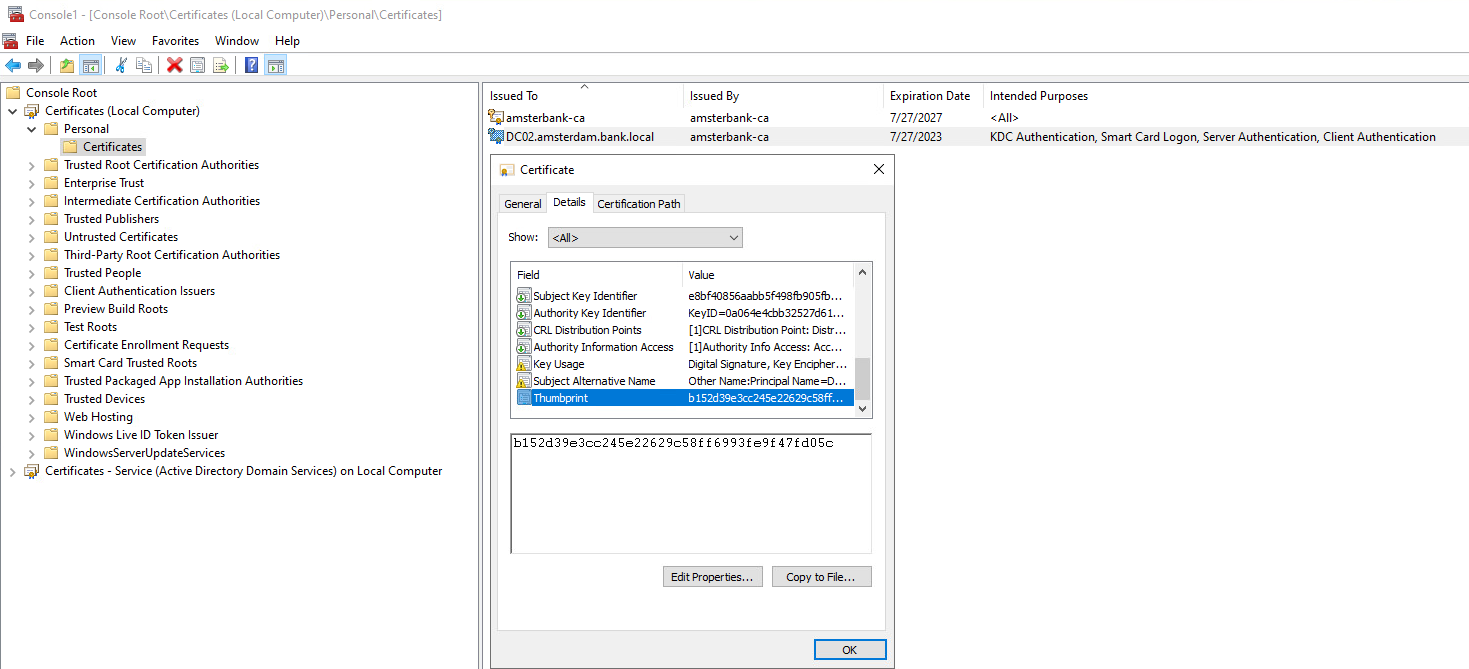 Console1 - [Console Root\Certificates (Local Computer)\Personal\Certificates]
File Action View Favorites Window Help
Console Root
Certificates (Local Computer)
Personal
Certificates
Trusted Root Certification Authorities
Enterprise Trust
Intermediate Certification Authorities
Trusted Publishers
Untrusted Certificates
Third-Party Root Certification Authorities
Trusted People
Client Authentication Issuers
Preview Build Roots
Test Roots
Certificate Enrollment Requests
Smart Card Trusted Roots
Trusted Packaged App Installation Authorities
Trusted Devices
Web Hosting
Windows Live ID Token Issuer
WindowsServerUpdateServices
Certificates - Service (Active Directory Domain Services) on Local Computer
Issued To Issued By Expiration Date Intended Purposes
amsterbank-ca amsterbank-ca 7/27/2027 <All>
DC02.amsterdam.bank.local amsterbank-ca 7/27/2023 KDC Authentication, Smart Card Logon, Server Authentication, Client Authentication
Certificate
General Details Certification Path
Show: <All>
Field Value
Subject Key Identifier e8bf40856aabb5f498fb905fb...
Authority Key Identifier KeyID=0a064e4cbb32527d61...
CRL Distribution Points [1]CRL Distribution Point: Distr...
Authority Information Access [1]Authority Info Access: Acc...
Key Usage Digital Signature, Key Encipher...
Subject Alternative Name Other Name:Principal Name=D...
Thumbprint b152d39e3cc245e22629c58ff...
b152d39e3cc245e22629c58ff6993fe9f47fd05c
Edit Properties... Copy to File...
OK